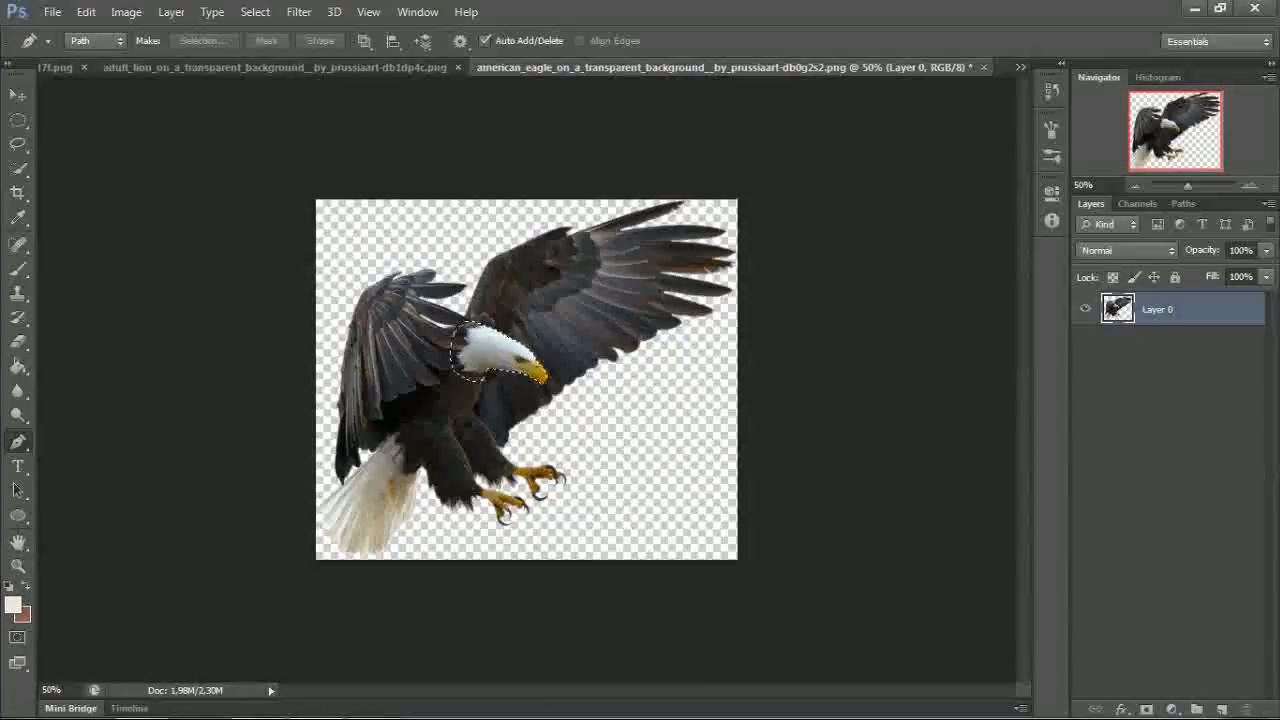 Ps File Edit Image Layer Type Select Filter 3D View Window Help
Path Make: Selection... Mask Shape Auto Add/Delete Align Edges Essentials
17f.png adult_lion_on_a_transparent_background__by_prussiaart-db1dp4c.png american_eagle_on_a_transparent_background__by_prussiaart-db0g2s2.png @ 50% (Layer 0, RGB/8) *
Navigator Histogram
50%
Layers Channels Paths
Kind
Normal Opacity: 100%
Lock: Fill: 100%
Layer 0
50% Doc: 1,98M/2,30M
Mini Bridge Timeline